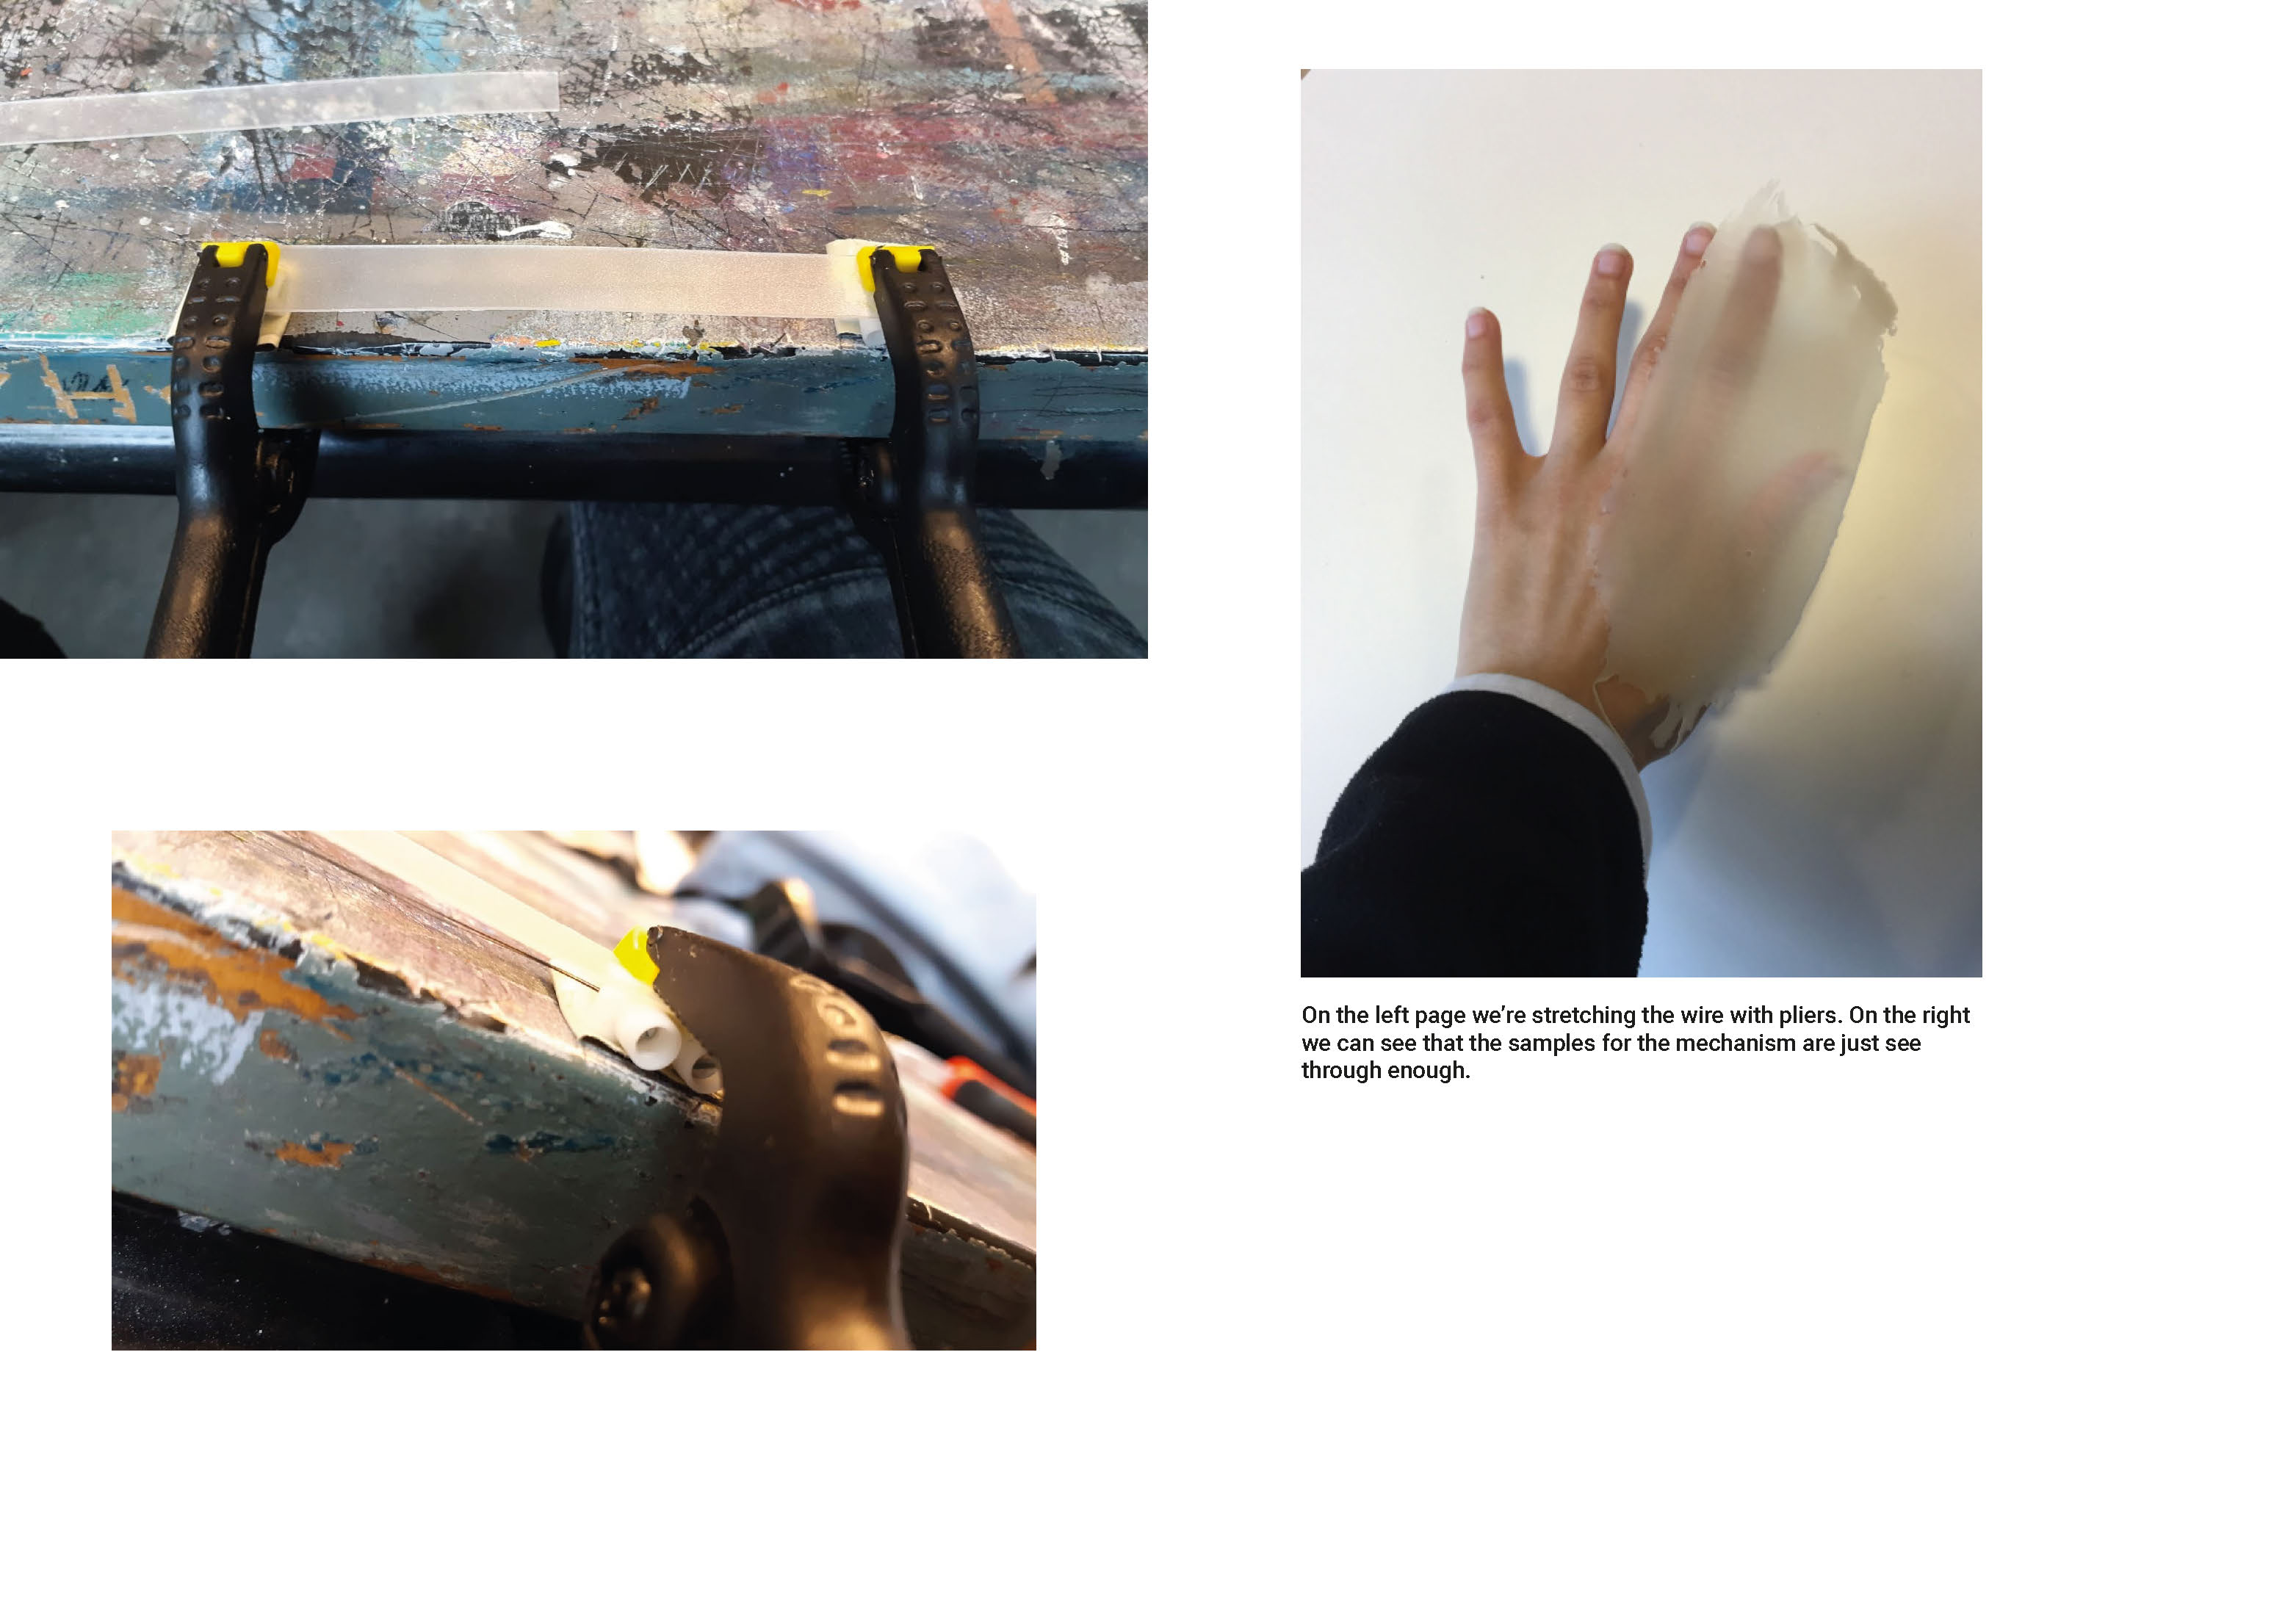 On the left page we’re stretching the wire with pliers. On the right
we can see that the samples for the mechanism are just see
through enough.